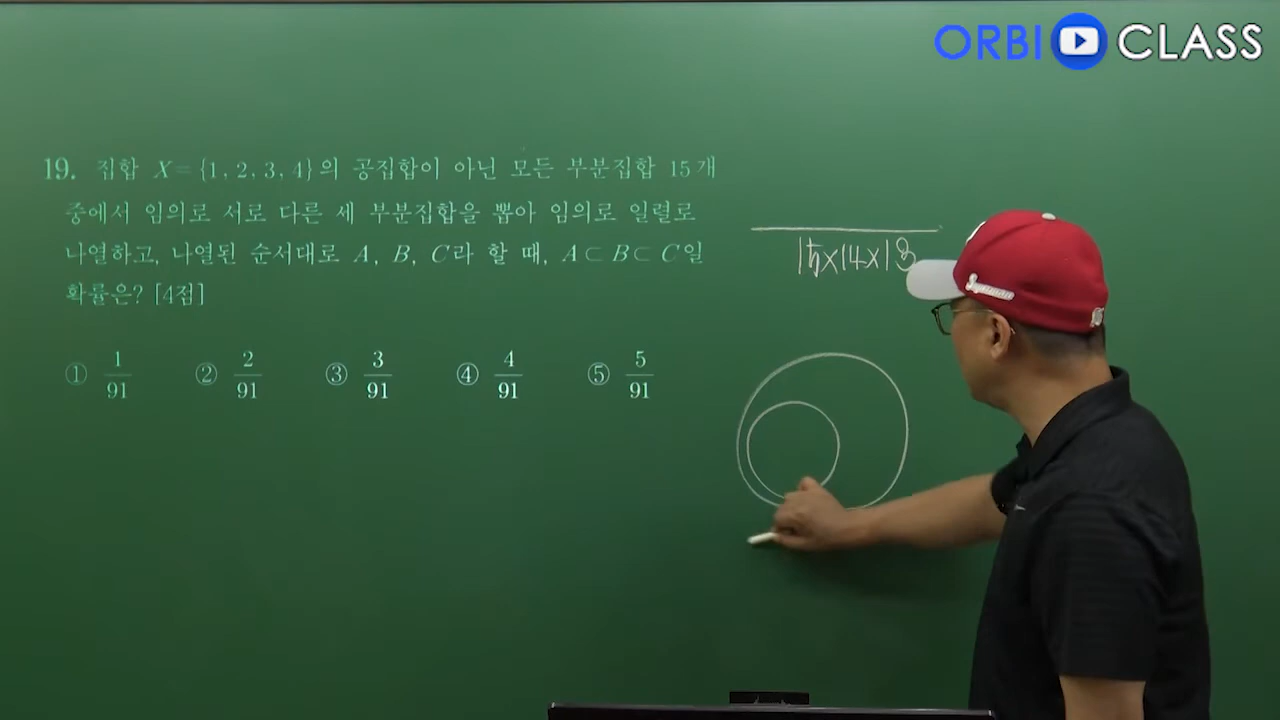 ORBI CLASS
19. 집합 X={1, 2, 3, 4}의 공집합이 아닌 모든 부분집합 15개
중에서 임의로 서로 다른 세 부분집합을 뽑아 임의로 일렬로
나열하고, 나열된 순서대로 A, B, C라 할 때, A⊂B⊂C일
확률은? [4점]
① 1/91 ② 2/91 ③ 3/91 ④ 4/91 ⑤ 5/91
15×14×13